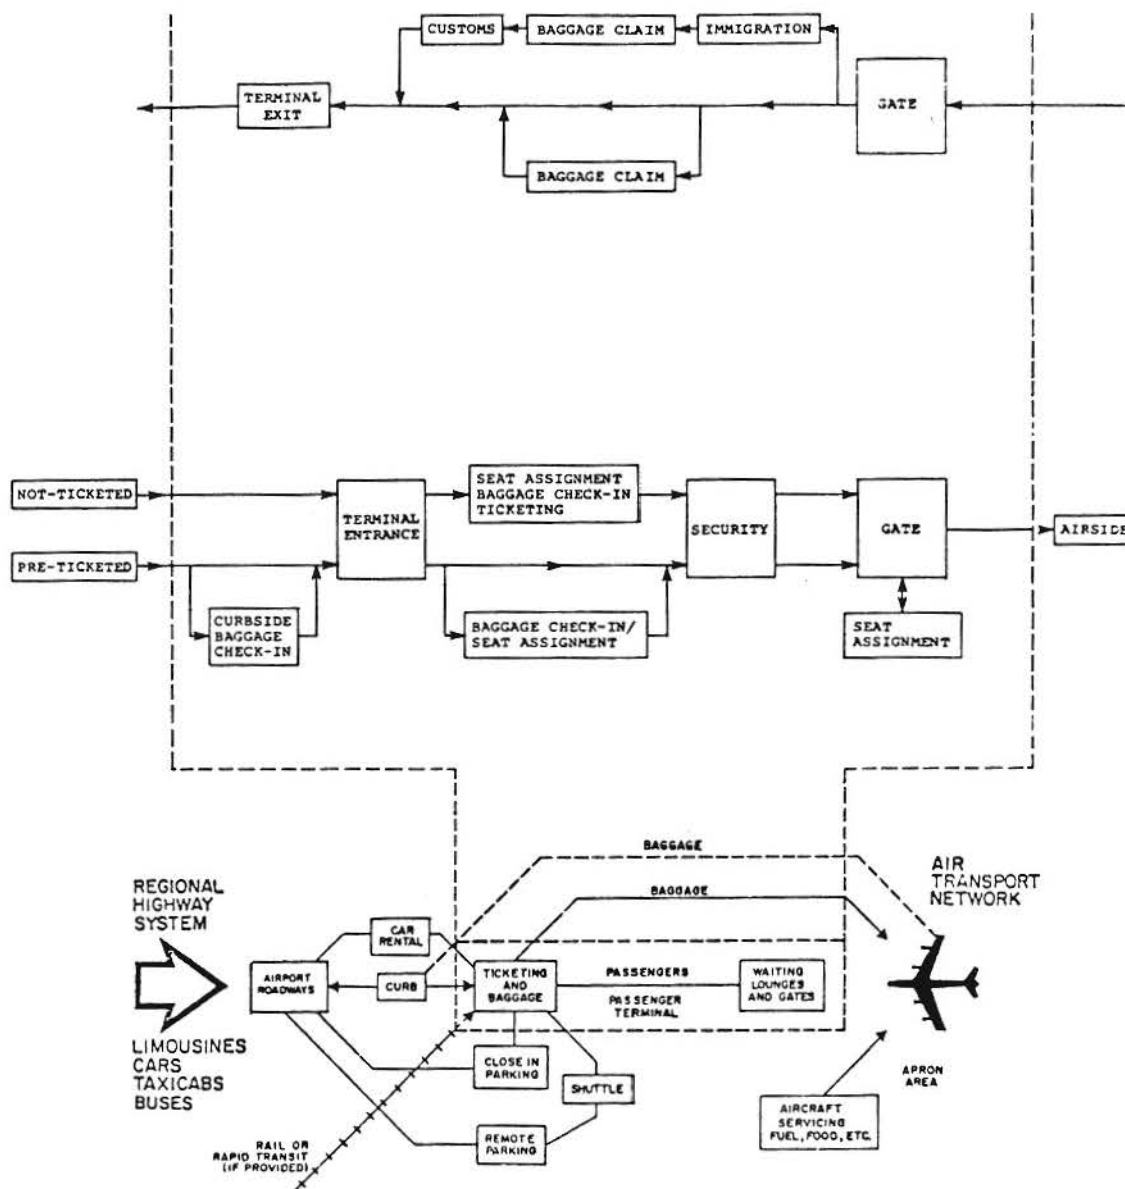 CUSTOMS
BAGGAGE CLAIM
IMMIGRATION
TERMINAL
EXIT
GATE
BAGGAGE CLAIM
NOT-TICKETED
TERMINAL
ENTRANCE
SEAT ASSIGNMENT
BAGGAGE CHECK-IN
TICKETING
SECURITY
GATE
AIRSIDE
PRE-TICKETED
CURBSIDE
BAGGAGE
CHECK-IN
BAGGAGE CHECK-IN/
SEAT ASSIGNMENT
SEAT
ASSIGNMENT
BAGGAGE
BAGGAGE
AIR
TRANSPORT
NETWORK
REGIONAL
HIGHWAY
SYSTEM
CAR
RENTAL
AIRPORT
ROADWAYS
CURB
TICKETING
AND
BAGGAGE
PASSENGERS
PASSENGER
TERMINAL
WAITING
LOUNGES
AND GATES
LIMOUSINES
CARS
TAXICABS
BUSES
CLOSE IN
PARKING
SHUTTLE
REMOTE
PARKING
RAIL OR
RAPID TRANSIT
(IF PROVIDED)
APRON
AREA
AIRCRAFT
SERVICING
FUEL, FOOD, ETC.